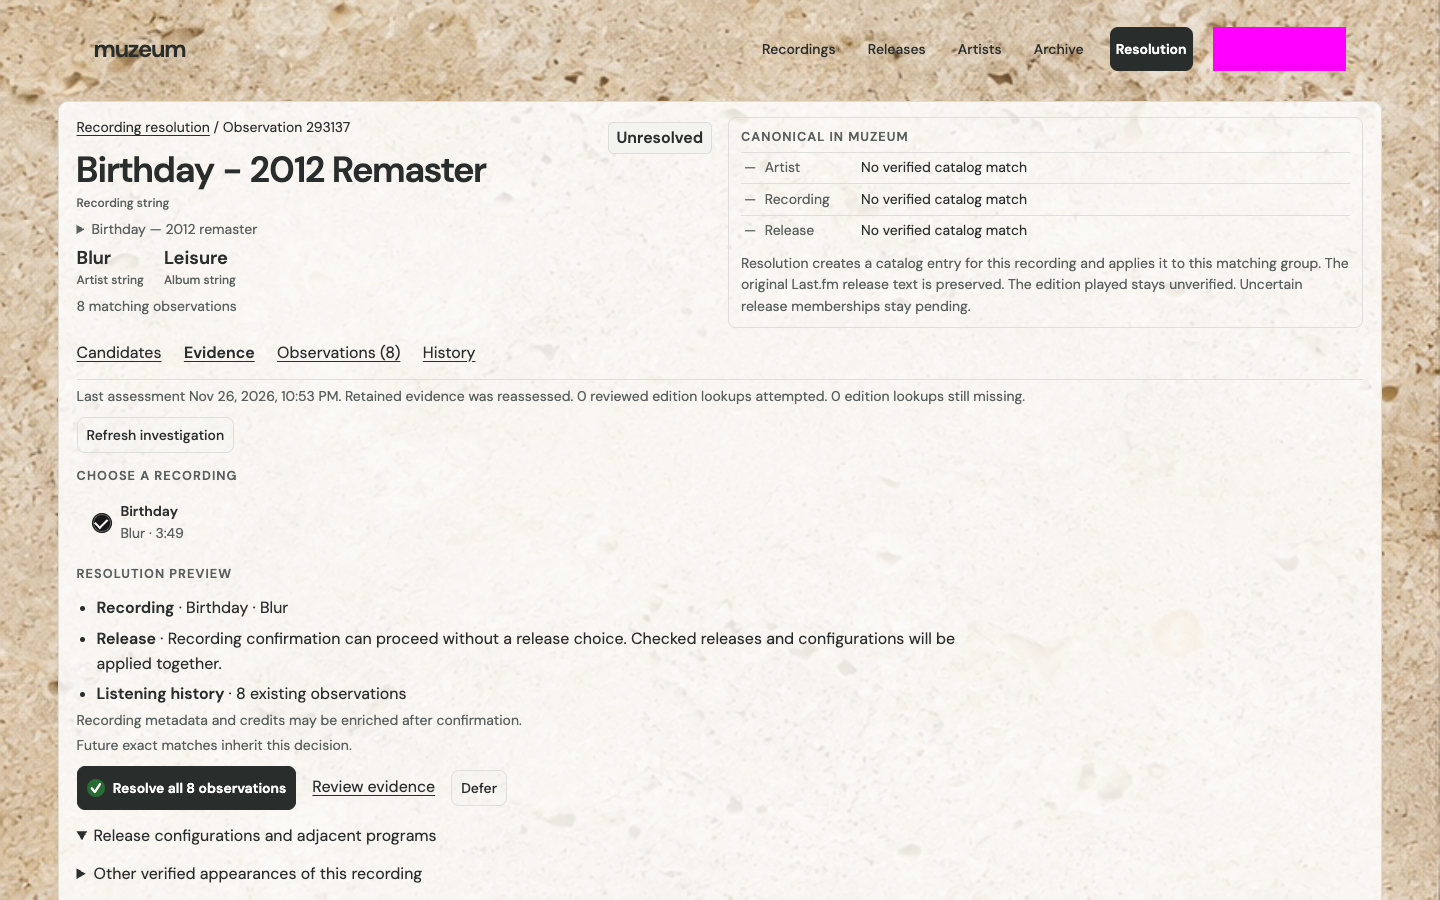 muzeum
Recordings
Releases
Artists
Archive
Resolution
Recording resolution / Observation 293137
Unresolved
Birthday – 2012 Remaster
Recording string
Birthday — 2012 remaster
Blur
Leisure
Artist string
Album string
8 matching observations
CANONICAL IN MUZEUM
— Artist No verified catalog match
— Recording No verified catalog match
— Release No verified catalog match
Resolution creates a catalog entry for this recording and applies it to this matching group. The
original Last.fm release text is preserved. The edition played stays unverified. Uncertain
release memberships stay pending.
Candidates
Evidence
Observations (8)
History
Last assessment Nov 26, 2026, 10:53 PM. Retained evidence was reassessed. 0 reviewed edition lookups attempted. 0 edition lookups still missing.
Refresh investigation
CHOOSE A RECORDING
Birthday
Blur · 3:49
RESOLUTION PREVIEW
• Recording · Birthday · Blur
• Release · Recording confirmation can proceed without a release choice. Checked releases and configurations will be
applied together.
• Listening history · 8 existing observations
Recording metadata and credits may be enriched after confirmation.
Future exact matches inherit this decision.
Resolve all 8 observations
Review evidence
Defer
Release configurations and adjacent programs
Other verified appearances of this recording